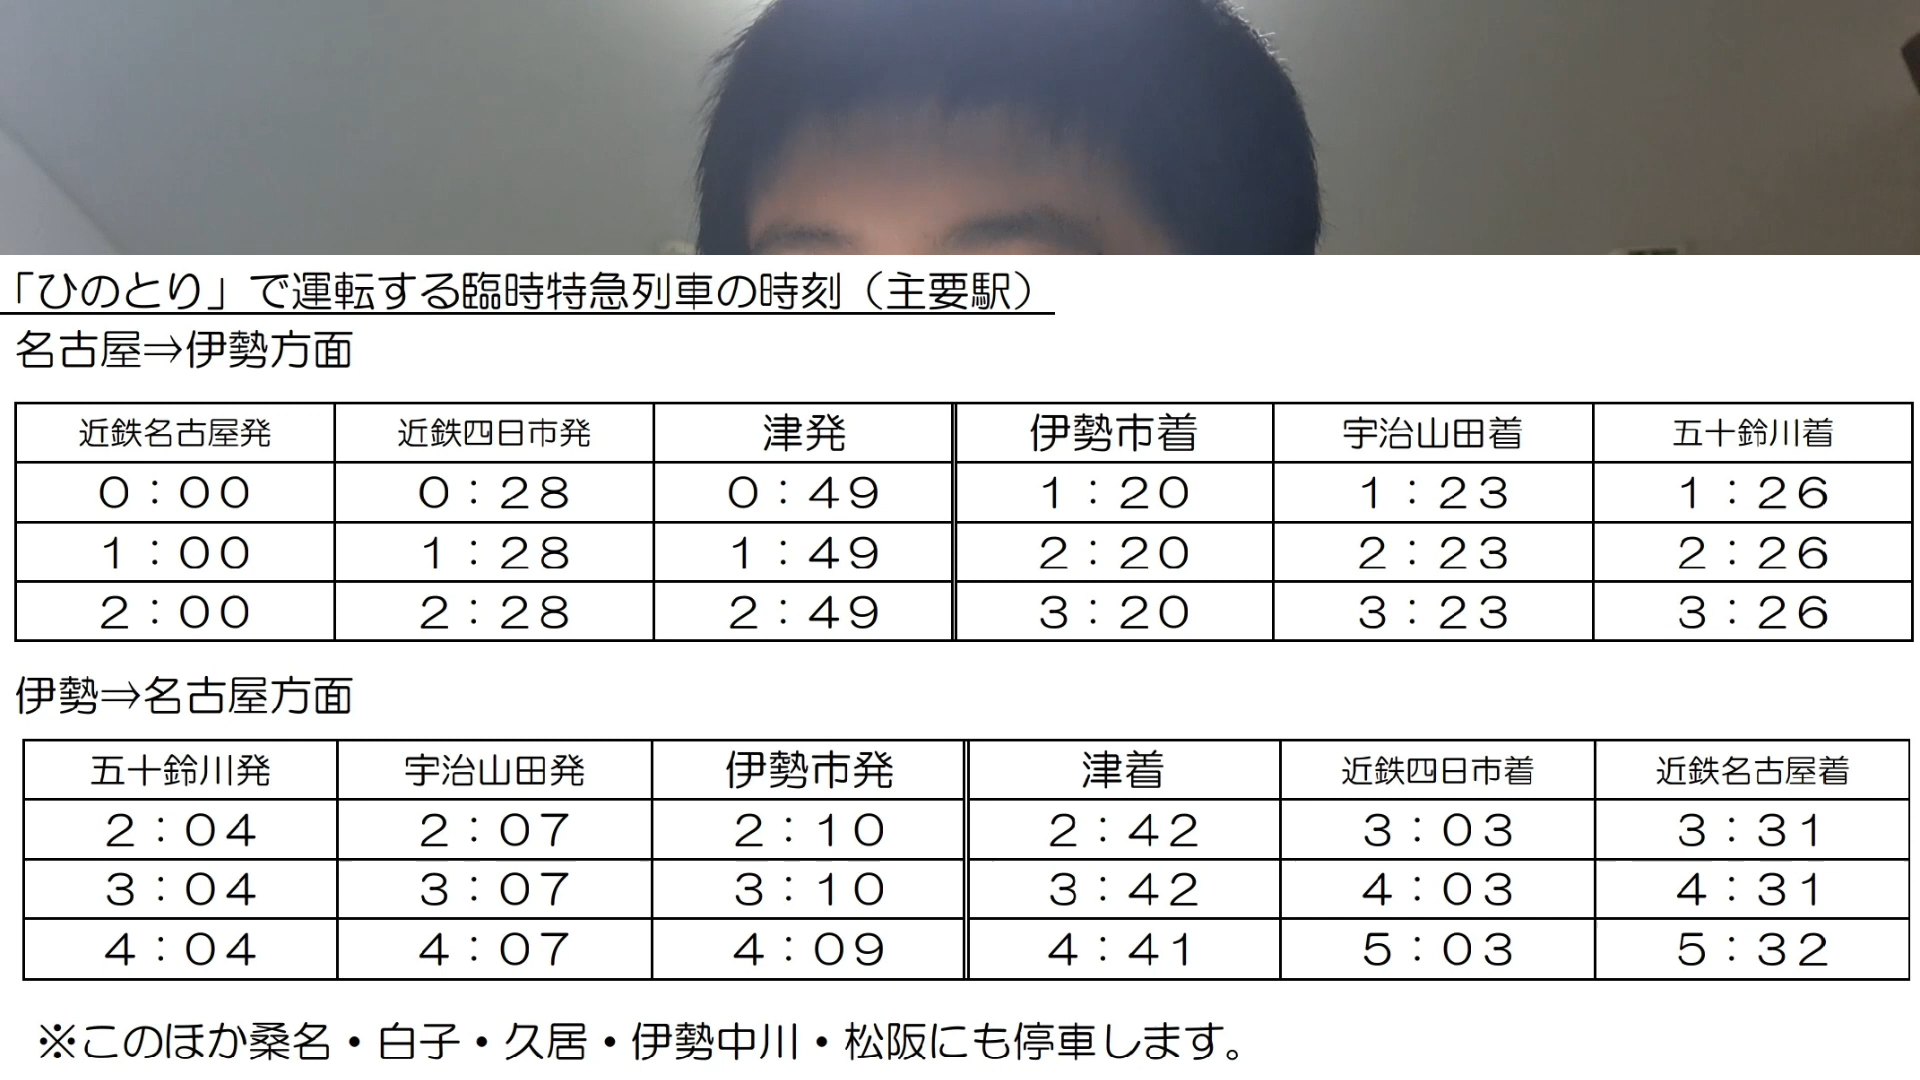 「ひのとり」で運転する臨時特急列車の時刻（主要駅）
名古屋⇒伊勢方面
近鉄名古屋発 近鉄四日市発 津発 伊勢市着 宇治山田着 五十鈴川着
０：００ ０：２８ ０：４９ １：２０ １：２３ １：２６
１：００ １：２８ １：４９ ２：２０ ２：２３ ２：２６
２：００ ２：２８ ２：４９ ３：２０ ３：２３ ３：２６
伊勢⇒名古屋方面
五十鈴川発 宇治山田発 伊勢市発 津着 近鉄四日市着 近鉄名古屋着
２：０４ ２：０７ ２：１０ ２：４２ ３：０３ ３：３１
３：０４ ３：０７ ３：１０ ３：４２ ４：０３ ４：３１
４：０４ ４：０７ ４：０９ ４：４１ ５：０３ ５：３２
※このほか桑名・白子・久居・伊勢中川・松阪にも停車します。